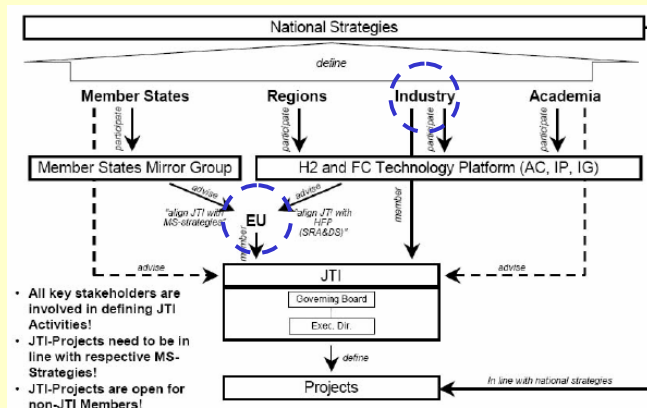 National Strategies
define
Member States
Regions
Industry
Academia
participate
participate
participate
participate
Member States Mirror Group
H2 and FC Technology Platform (AC, IP, IG)
advise
advise
"align JTI with
MS-strategies"
EU
"align JTI with
HFP
(SRA&DS)"
member
member
advise
JTI
advise
Governing Board
Exec. Dir.
• All key stakeholders are
involved in defining JTI
Activities!
• JTI-Projects need to be in
line with respective MS-
Strategies!
• JTI-Projects are open for
non-JTI Members!
define
Projects
In line with national strategies